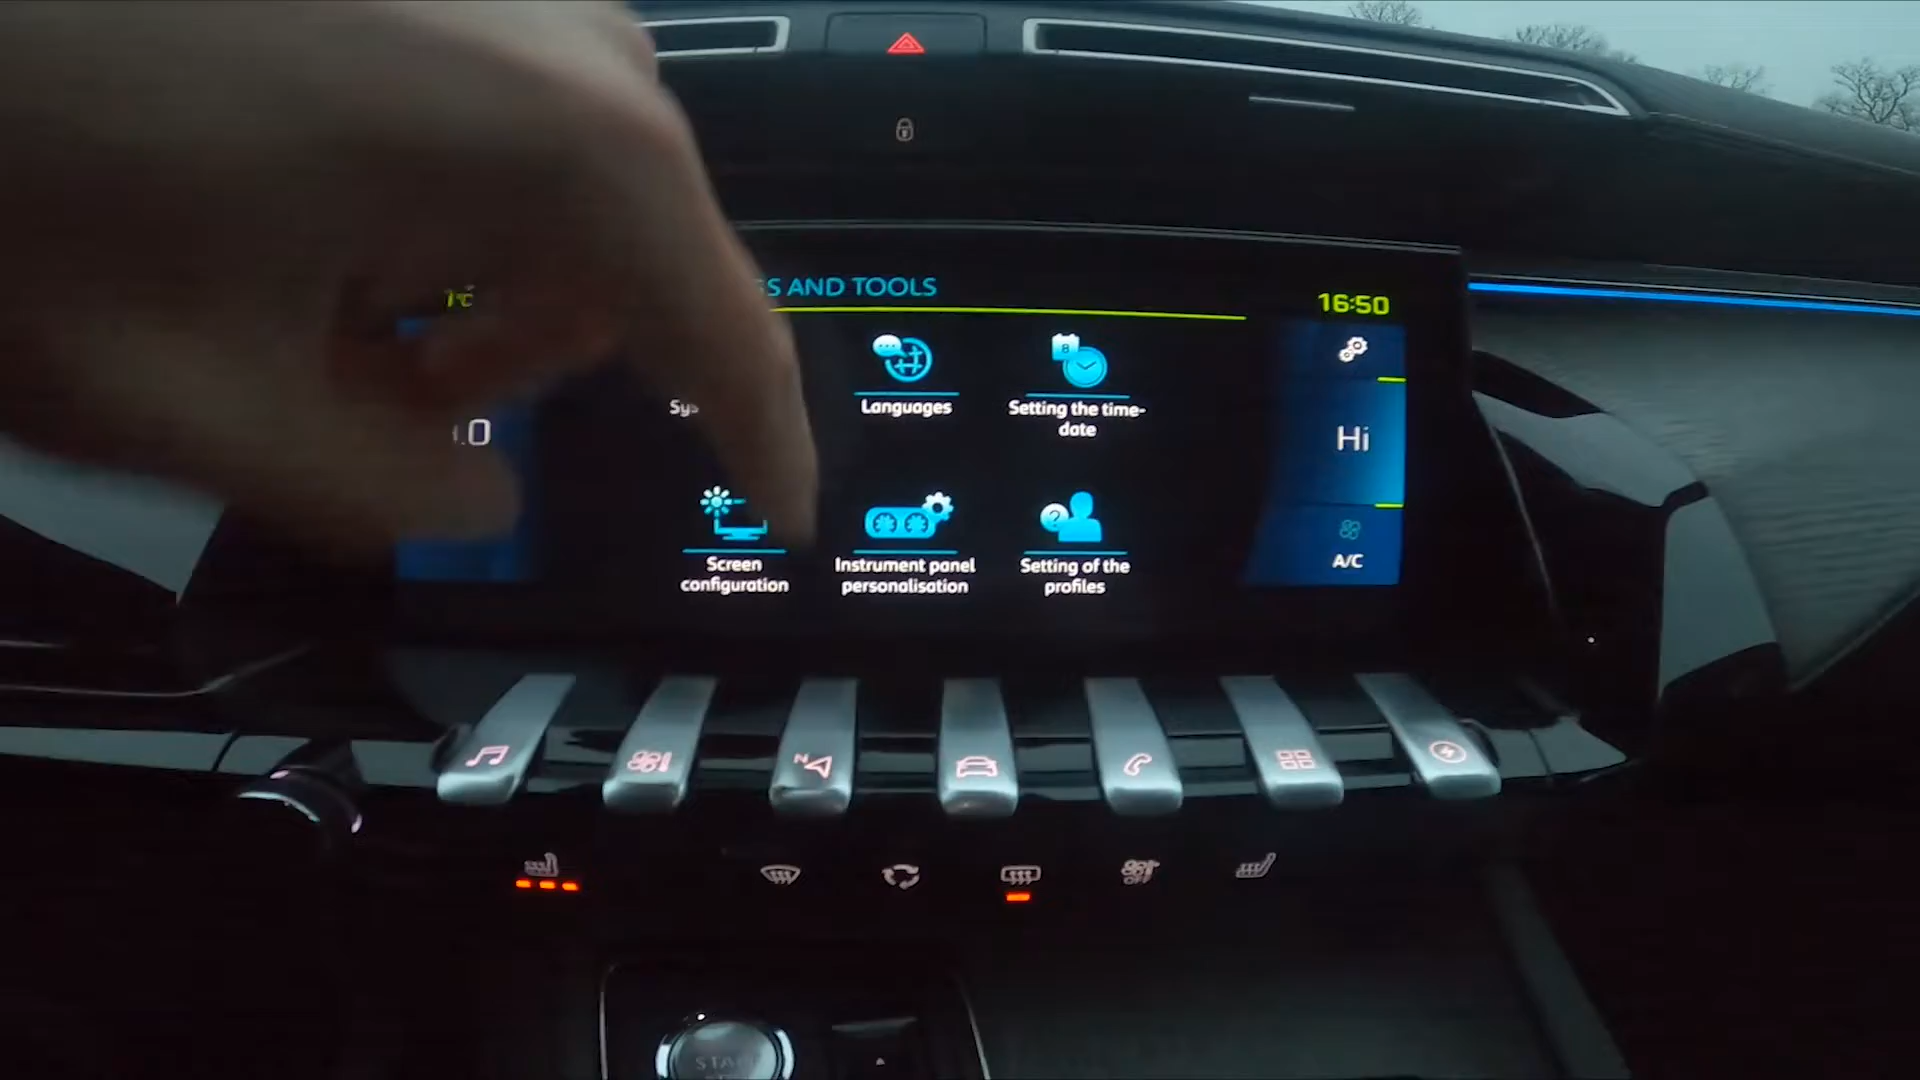 AND TOOLS
16:50
Languages
Setting the time-
date
Hi
Screen
configuration
Instrument panel
personalisation
Setting of the
profiles
A/C
N
OFF